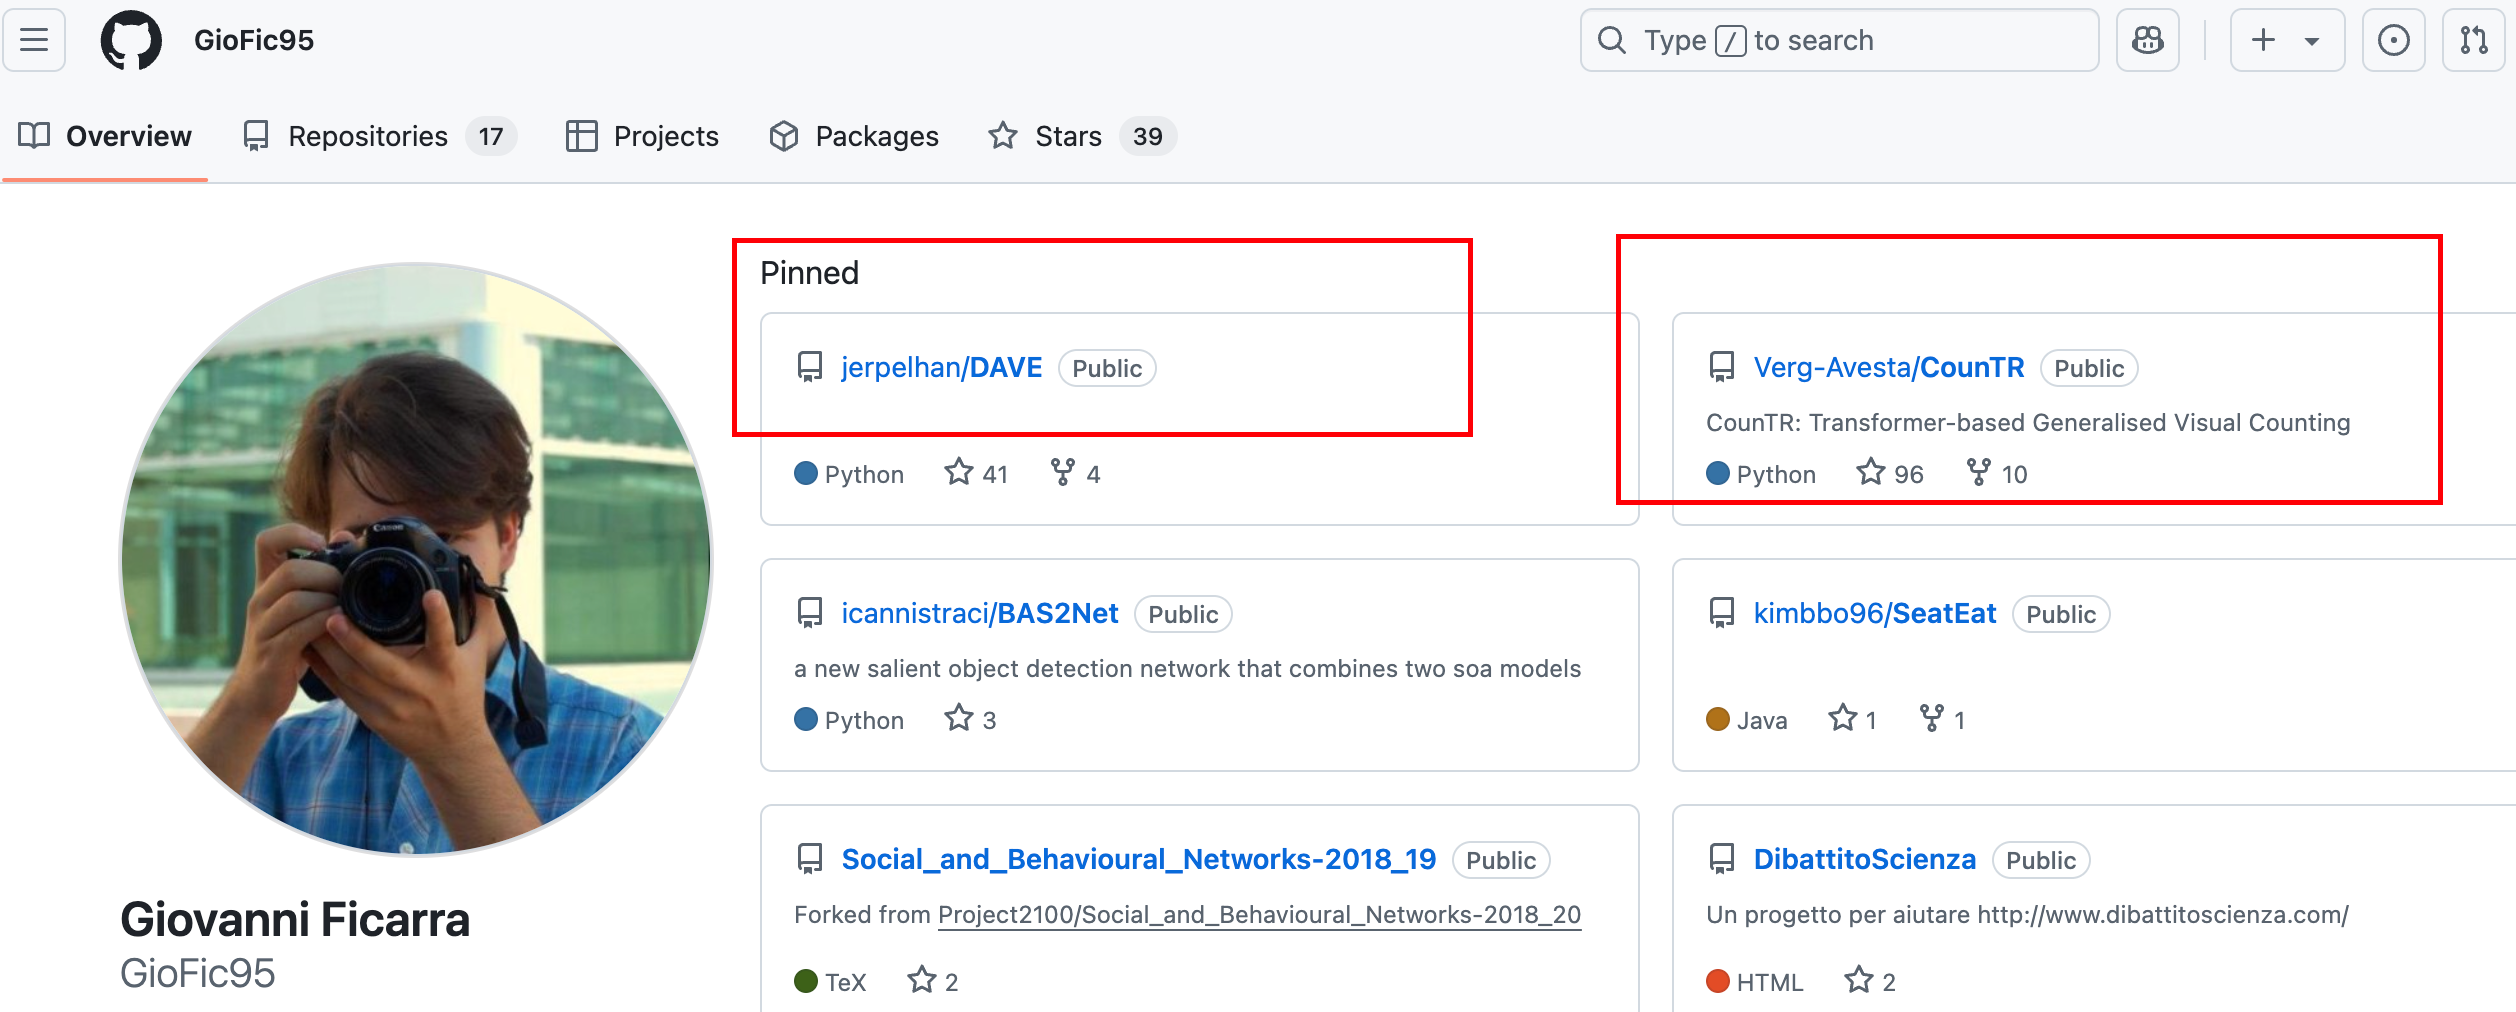 GioFic95
Type / to search
Overview
Repositories 17
Projects
Packages
Stars 39
Pinned
jerpelhan/DAVE Public
Python 41 4
Verg-Avesta/CounTR Public
CounTR: Transformer-based Generalised Visual Counting
Python 96 10
icannistraci/BAS2Net Public
a new salient object detection network that combines two soa models
Python 3
kimbbo96/SeatEat Public
Java 1 1
Social_and_Behavioural_Networks-2018_19 Public
Forked from Project2100/Social_and_Behavioural_Networks-2018_20
TeX 2
DibattitoScienza Public
Un progetto per aiutare http://www.dibattitoscienza.com/
HTML 2
Canon
Giovanni Ficarra
GioFic95